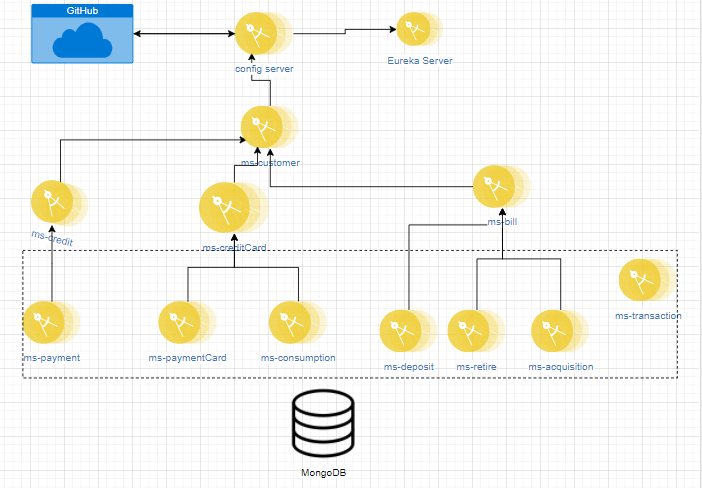 GitHub
config server
Eureka Server
ms-customer
ms-credit
ms-creditCard
ms-bill
ms-transaction
ms-payment
ms-paymentCard
ms-consumption
ms-deposit
ms-retire
ms-acquisition
MongoDB